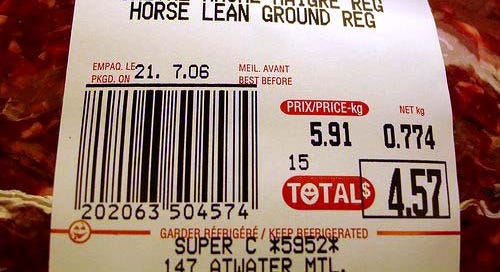 MAIGRE REG
HORSE LEAN GROUND REG
EMPAQ. LE
PKGD. ON
21. 7.06
MEIL. AVANT
BEST BEFORE
PRIX/PRICE-kg
NET kg
5.91
0.774
15
TOTAL$
4.57
202063 504574
GARDER RÉFRIGÉRÉ / KEEP REFRIGERATED
SUPER C *5952*
147 ATWATER MTL.